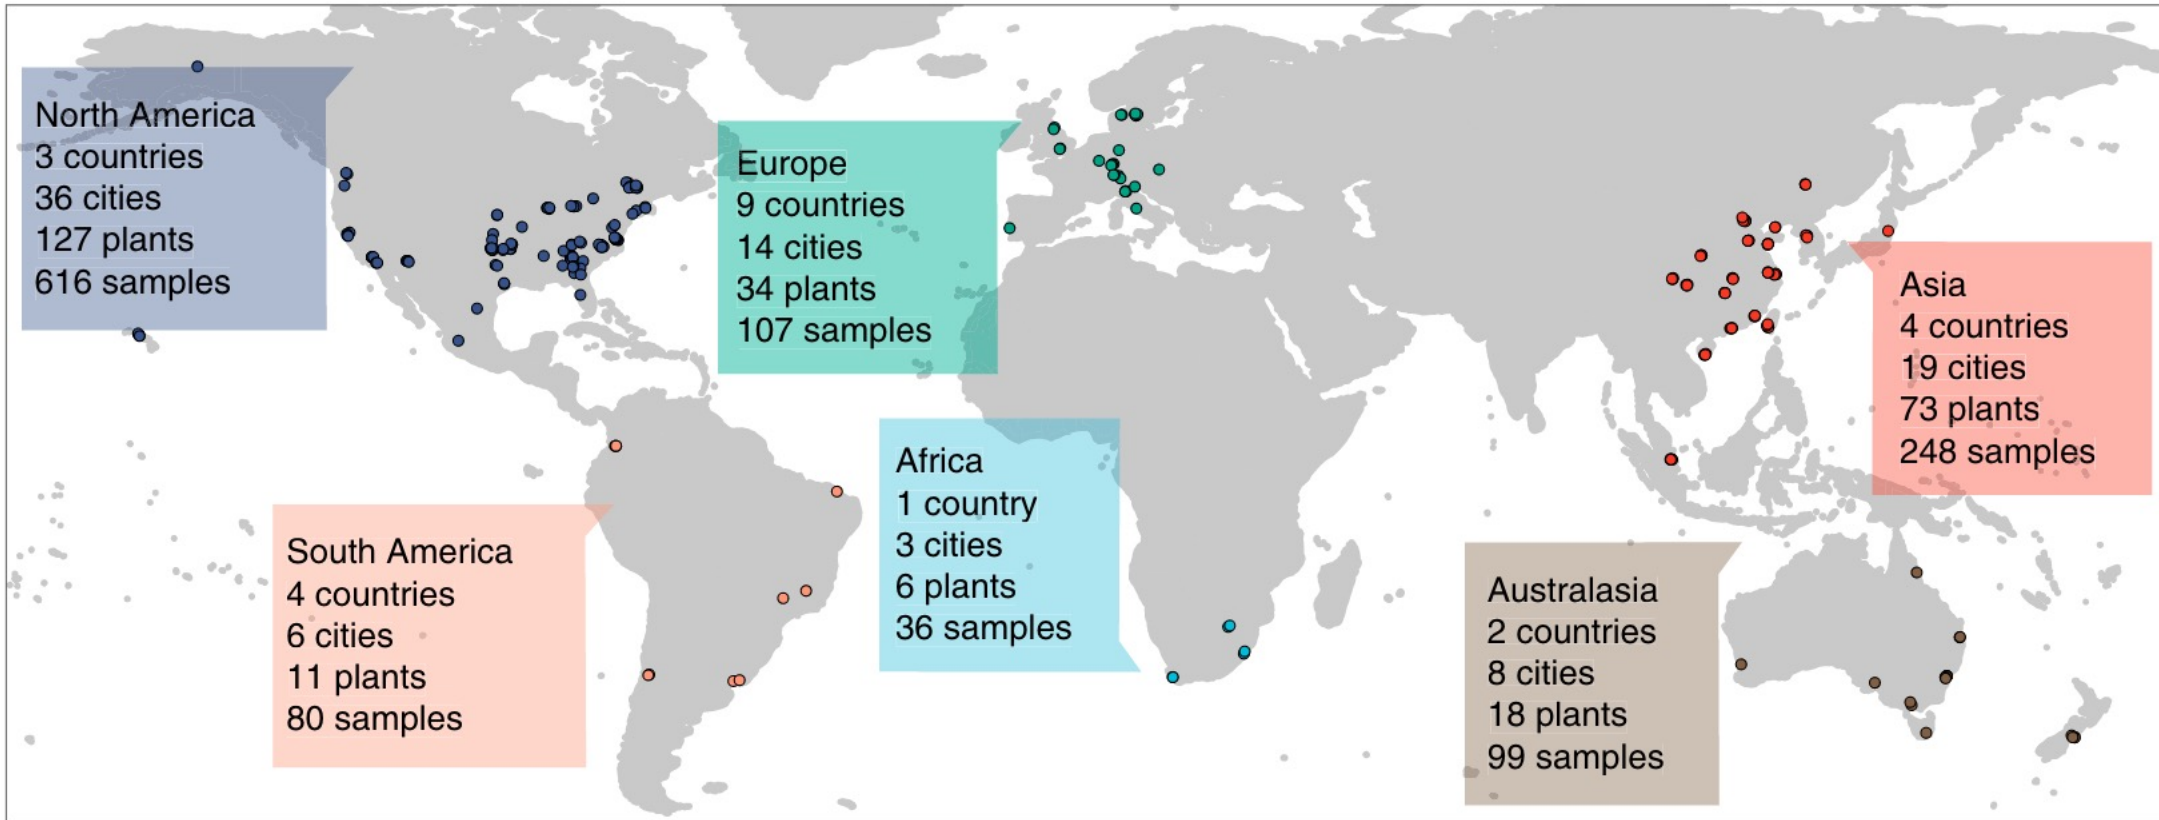 North America
3 countries
36 cities
127 plants
616 samples
Europe
9 countries
14 cities
34 plants
107 samples
Asia
4 countries
19 cities
73 plants
248 samples
Africa
1 country
3 cities
6 plants
36 samples
South America
4 countries
6 cities
11 plants
80 samples
Australasia
2 countries
8 cities
18 plants
99 samples